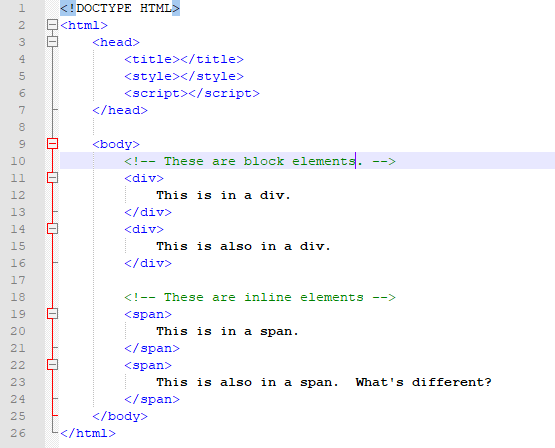 1 <!DOCTYPE HTML>
2 <html>
3 <head>
4 <title></title>
5 <style></style>
6 <script></script>
7 </head>
8
9 <body>
10 <!-- These are block elements. -->
11 <div>
12 This is in a div.
13 </div>
14 <div>
15 This is also in a div.
16 </div>
17
18 <!-- These are inline elements -->
19 <span>
20 This is in a span.
21 </span>
22 <span>
23 This is also in a span.  What's different?
24 </span>
25 </body>
26 </html>